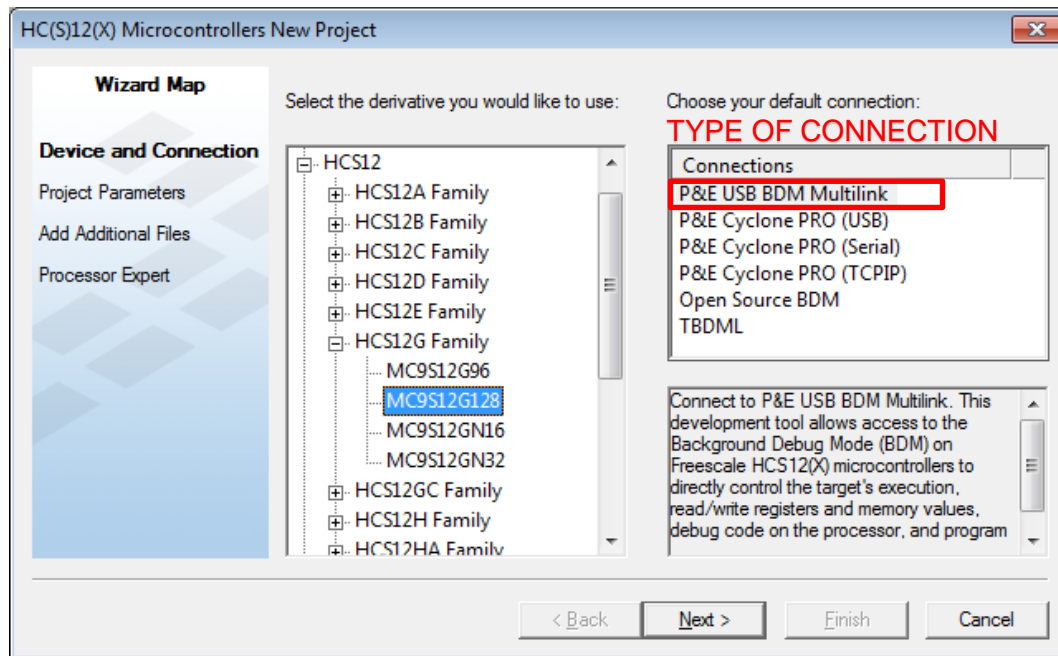 HC(S)12(X) Microcontrollers New Project
Wizard Map
Device and Connection
Project Parameters
Add Additional Files
Processor Expert
Select the derivative you would like to use:
HCS12
HCS12A Family
HCS12B Family
HCS12C Family
HCS12D Family
HCS12E Family
HCS12G Family
MC9S12G96
MC9S12G128
MC9S12GN16
MC9S12GN32
HCS12GC Family
HCS12H Family
HCS12HA Family
Choose your default connection:
TYPE OF CONNECTION
Connections
P&E USB BDM Multilink
P&E Cyclone PRO (USB)
P&E Cyclone PRO (Serial)
P&E Cyclone PRO (TCPIP)
Open Source BDM
TBDML
Connect to P&E USB BDM Multilink. This
development tool allows access to the
Background Debug Mode (BDM) on
Freescale HCS12(X) microcontrollers to
directly control the target's execution,
read/write registers and memory values,
debug code on the processor, and program
< Back
Next >
Finish
Cancel